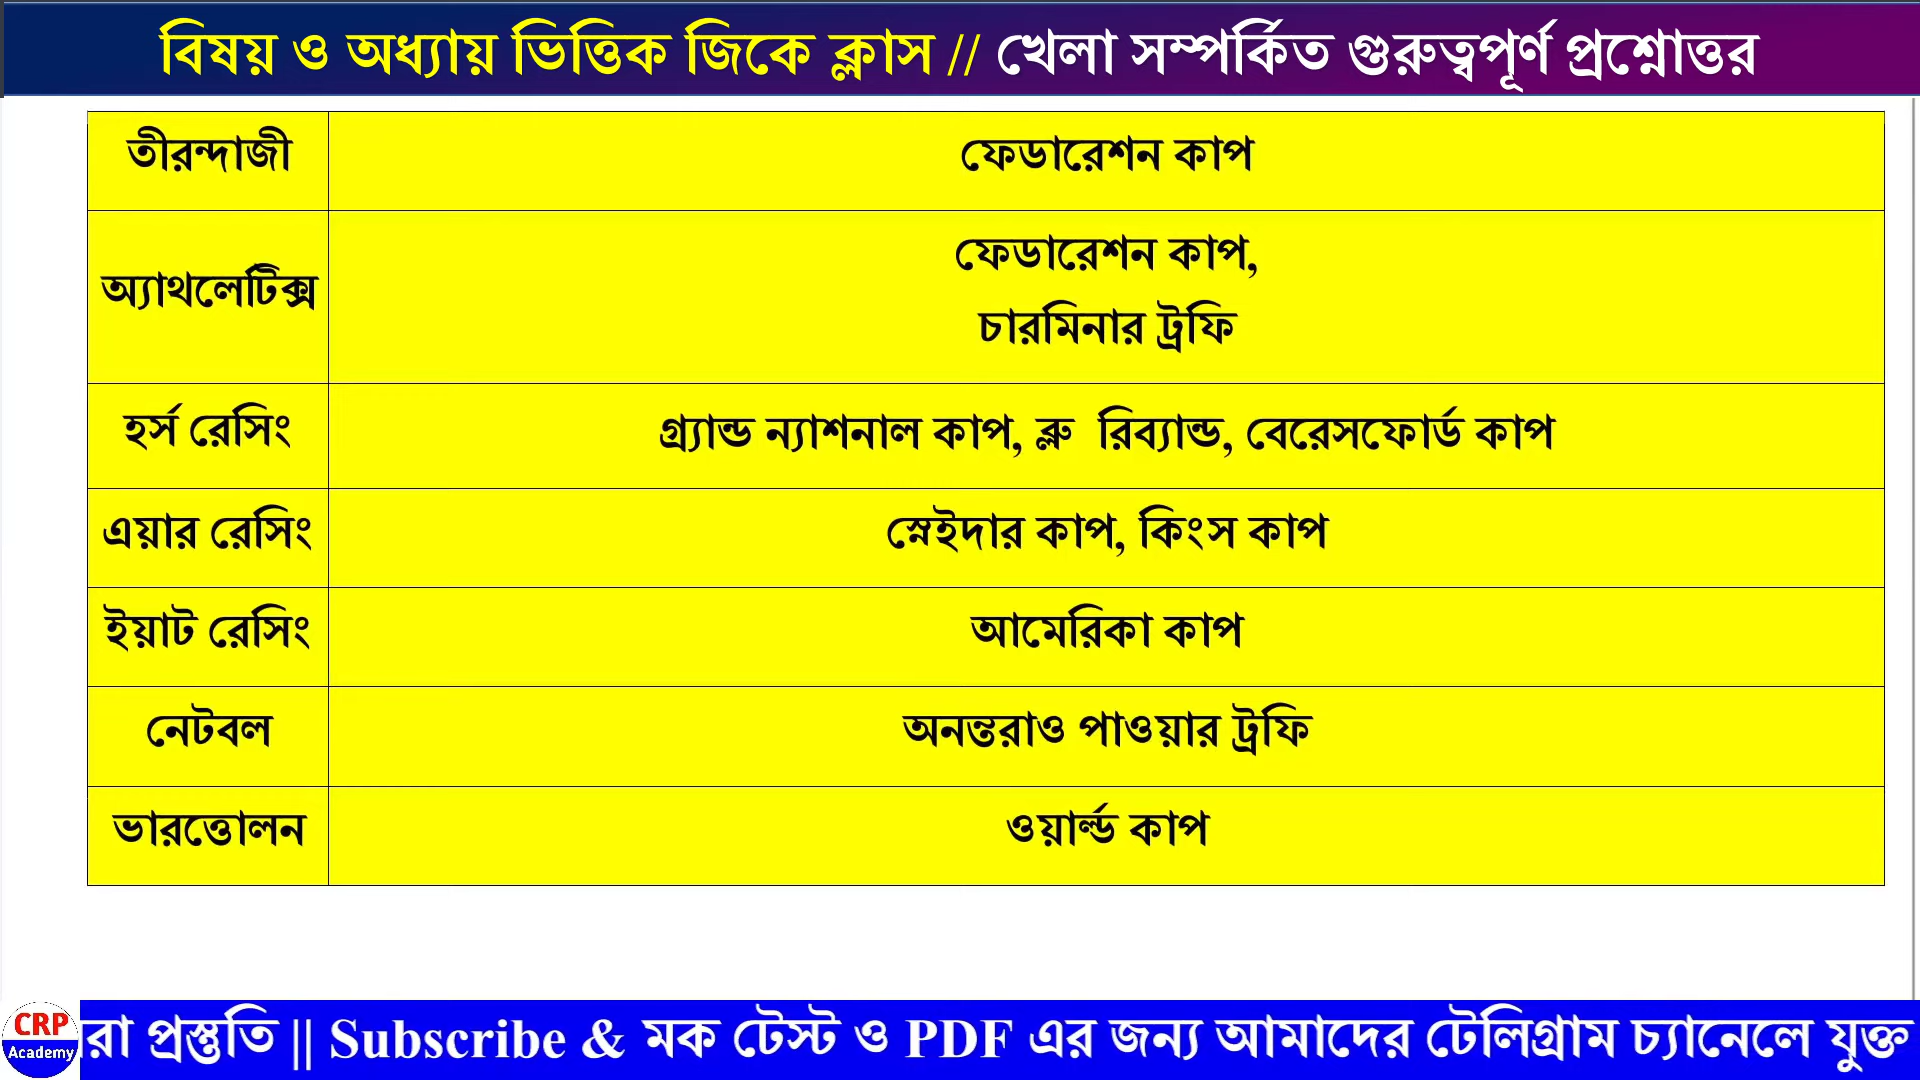 বিষয় ও অধ্যায় ভিত্তিক জিকে ক্লাস // খেলা সম্পর্কিত গুরুত্বপূর্ণ প্রশ্নোত্তর
তীরন্দাজী ফেডারেশন কাপ
অ্যাথলেটিক্স ফেডারেশন কাপ,
চারমিনার ট্রফি
হর্স রেসিং গ্র্যান্ড ন্যাশনাল কাপ, ব্লু রিব্যান্ড, বেরেসফোর্ড কাপ
এয়ার রেসিং স্নেইদার কাপ, কিংস কাপ
ইয়াট রেসিং আমেরিকা কাপ
নেটবল অনন্তরাও পাওয়ার ট্রফি
ভারত্তোলন ওয়ার্ল্ড কাপ
CRP
Academy
রা প্রস্তুতি || Subscribe & মক টেস্ট ও PDF এর জন্য আমাদের টেলিগ্রাম চ্যানেলে যুক্ত